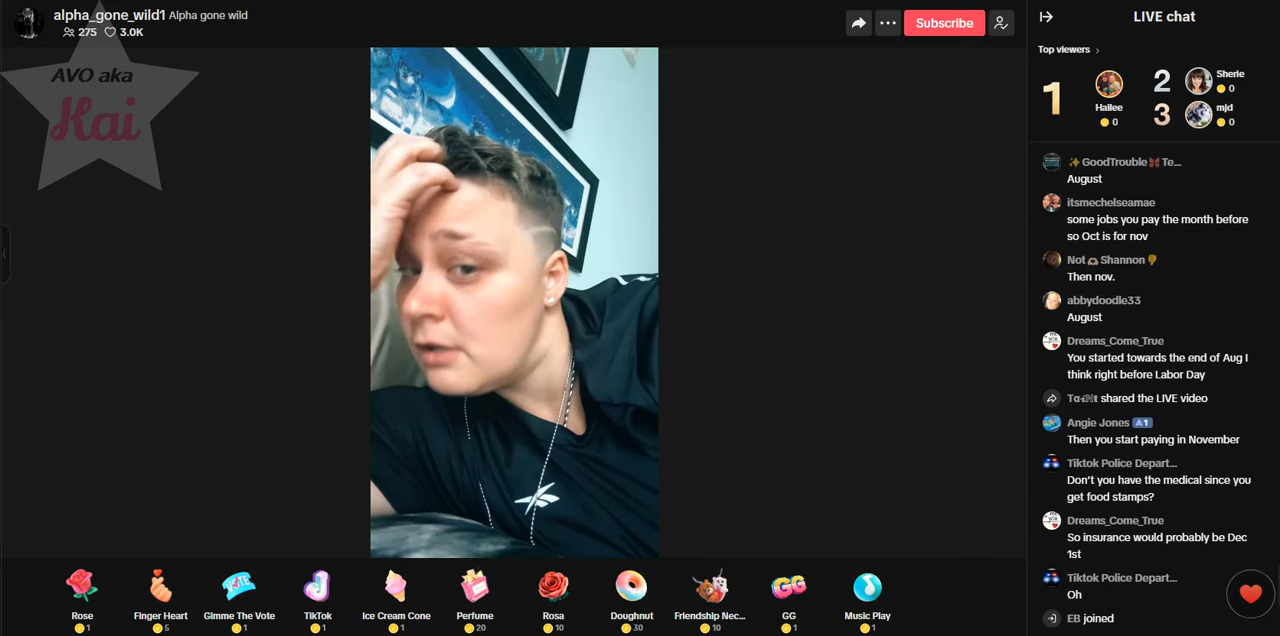 alpha_gone_wild1 Alpha gone wild
275 3.0K
Subscribe
AVO aka
Kai
LIVE chat
Top viewers
1
Hallee
0
2
Sherie
0
3
mjd
0
✨GoodTrouble🦋Te...
August
itsmechelseamae
some jobs you pay the month before
so Oct is for nov
Not 🫶🏽 Shannon
Then nov.
abbydoodle33
August
Dreams_Come_True
You started towards the end of Aug I
think right before Labor Day
shared the LIVE video
Angie Jones A1
Then you start paying in November
Tiktok Police Depart...
Don't you have the medical since you
get food stamps?
Dreams_Come_True
So insurance would probably be Dec
1st
Tiktok Police Depart...
Oh
EB joined
Rose
1
Finger Heart
5
VOTE
Gimme The Vote
1
TikTok
1
Ice Cream Cone
1
Perfume
20
Rosa
10
Doughnut
30
Friendship Nec...
10
GG
GG
1
Music Play
1